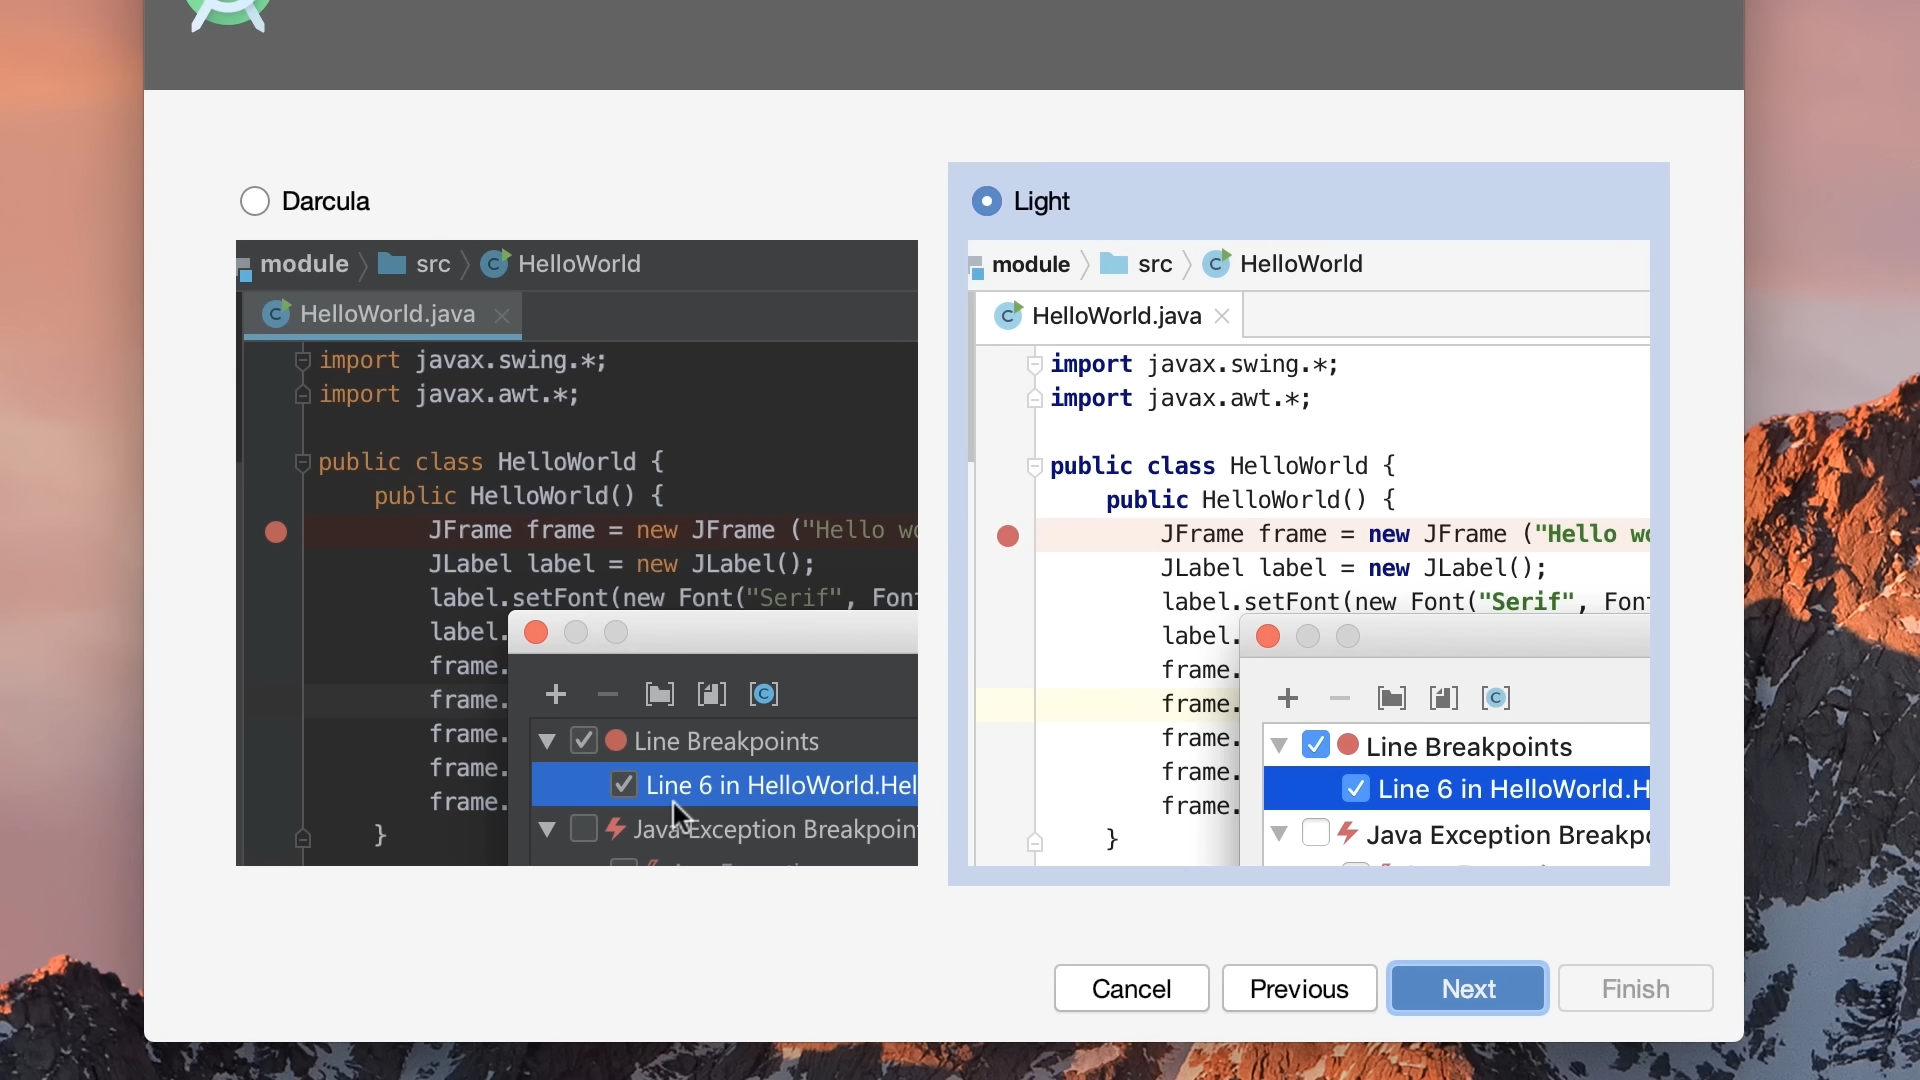 Darcula
module src HelloWorld
HelloWorld.java
import javax.swing.*;
import javax.awt.*;
public class HelloWorld {
public HelloWorld() {
JFrame frame = new JFrame ("Hello
JLabel label = new JLabel();
label.setFont(new Font("Serif", Font
label.
frame.
frame.
frame.
frame.
frame.
}
Line Breakpoints
Line 6 in HelloWorld.Hel
Java Exception Breakpoin
Light
module src HelloWorld
HelloWorld.java
import javax.swing.*;
import javax.awt.*;
public class HelloWorld {
public HelloWorld() {
JFrame frame = new JFrame ("Hello
JLabel label = new JLabel();
label.setFont(new Font("Serif", Font
label.
frame.
frame.
frame.
frame.
frame.
}
Line Breakpoints
Line 6 in HelloWorld.H
Java Exception Breakp
Cancel Previous Next Finish